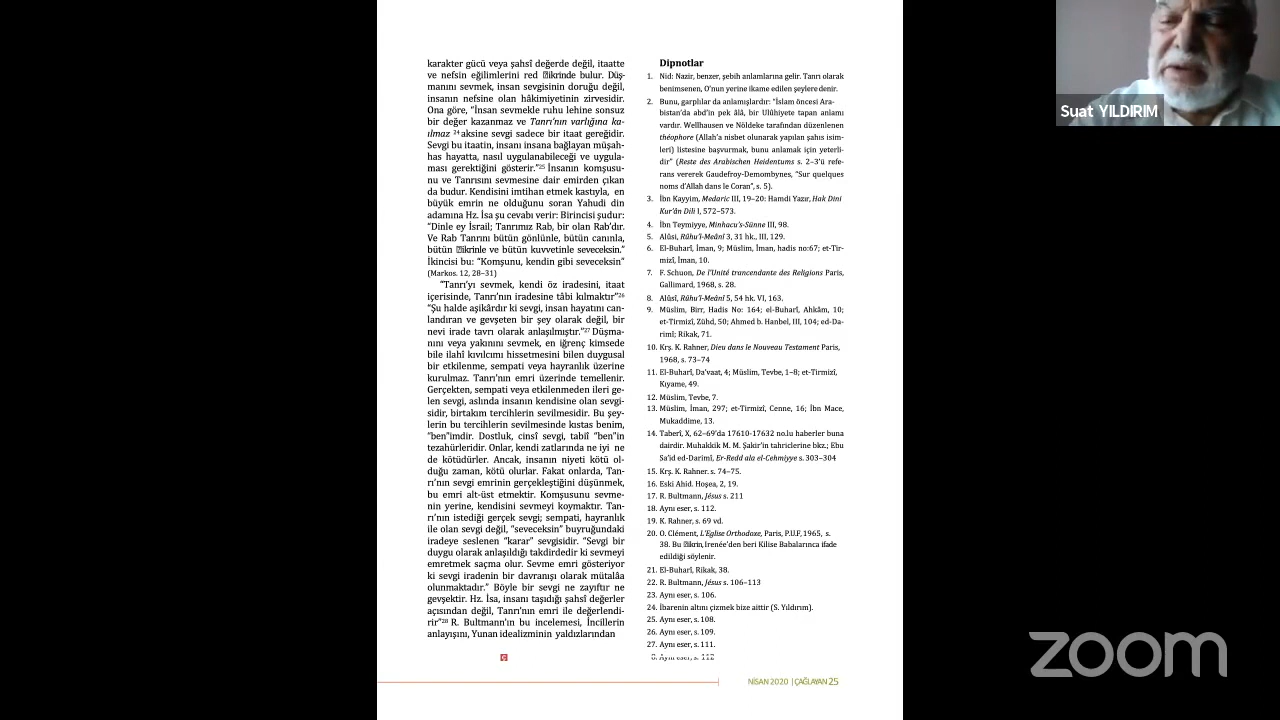 karakter gücü veya şahsî değerde değil, itaatte
ve nefsin eğilimlerini red ikrinde bulur. Düş-
manını sevmek, insan sevgisinin doruğu değil,
insanın nefsine olan hâkimiyetinin zirvesidir.
Ona göre, “İnsan sevmekle ruhu lehine sonsuz
bir değer kazanmaz ve Tanrı’nın varlığına ka-
ılmaz 24 aksine sevgi sadece bir itaat gereğidir.
Sevgi bu itaatin, insanı insana bağlayan müşah-
has hayatta, nasıl uygulanabileceği ve uygula-
ması gerektiğini gösterir.”25 İnsanın komşusu-
nu ve Tanrısını sevmesine dair emirden çıkan
da budur. Kendisini imtihan etmek kastıyla, en
büyük emrin ne olduğunu soran Yahudi din
adamına Hz. İsa şu cevabı verir: Birincisi şudur:
“Dinle ey İsrail; Tanrımız Rab, bir olan Rab’dır.
Ve Rab Tanrını bütün gönlünle, bütün canınla,
bütün ikrinle ve bütün kuvvetinle seveceksin.”
İkincisi bu: “Komşunu, kendin gibi seveceksin”
(Markos. 12, 28–31)
“Tanrı’yı sevmek, kendi öz iradesini, itaat
içerisinde, Tanrı’nın iradesine tâbi kılmaktır”26
“Şu halde aşikârdır ki sevgi, insan hayatını can-
landıran ve gevşeten bir şey olarak değil, bir
nevi irade tavrı olarak anlaşılmıştır.”27 Düşma-
nını veya yakınını sevmek, en iğrenç kimsede
bile ilahî kıvılcımı hissetmesini bilen duygusal
bir etkilenme, sempati veya hayranlık üzerine
kurulmaz. Tanrı’nın emri üzerinde temellenir.
Gerçekten, sempati veya etkilenmeden ileri ge-
len sevgi, aslında insanın kendisine olan sevgi-
sidir, birtakım tercihlerin sevilmesidir. Bu şey-
lerin bu tercihlerin sevilmesinde kıstas benim,
“ben”imdir. Dostluk, cinsî sevgi, tabiî “ben”in
tezahürleridir. Onlar, kendi zatlarında ne iyi ne
de kötüdürler. Ancak, insanın niyeti kötü ol-
duğu zaman, kötü olurlar. Fakat onlarda, Tan-
rı’nın sevgi emrinin gerçekleştiğini düşünmek,
bu emri alt-üst etmektir. Komşusunu sevme-
nin yerine, kendisini sevmeyi koymaktır. Tan-
rı’nın istediği gerçek sevgi; sempati, hayranlık
ile olan sevgi değil, “seveceksin” buyruğundaki
iradeye seslenen “karar” sevgisidir. “Sevgi bir
duygu olarak anlaşıldığı takdirdedir ki sevmeyi
emretmek saçma olur. Sevme emri gösteriyor
ki sevgi iradenin bir davranışı olarak mütalâa
olunmaktadır.” Böyle bir sevgi ne zayıftır ne
gevşektir. Hz. İsa, insanı taşıdığı şahsî değerler
açısından değil, Tanrı’nın emri ile değerlendi-
rir”28 R. Bultmann’ın bu incelemesi, İncillerin
anlayışını, Yunan idealizminin yaldızlarından
Dipnotlar
1. Nid: Nazir, benzer, şebih anlamlarına gelir. Tanrı olarak
benimsenen, O’nun yerine ikame edilen şeylere denir.
2. Bunu, garplılar da anlamışlardır: “İslam öncesi Ara-
bistan’da abd’in pek âlâ, bir Ulûhiyete tapan anlamı
vardır. Wellhausen ve Nöldeke tarafından düzenlenen
théophore (Allah’a nisbet olunarak yapılan şahıs isim-
leri) listesine başvurmak, bunu anlamak için yeterli-
dir” (Reste des Arabischen Heidentums s. 2–3’ü refe-
rans vererek Gaudefroy-Demombynes, “Sur quelques
noms d’Allah dans le Coran”, s. 5).
3. İbn Kayyim, Medaric III, 19–20: Hamdi Yazır, Hak Dini
Kur’ân Dili I, 572–573.
4. İbn Teymiyye, Minhacu’s-Sünne III, 98.
5. Alûsi, Rûhu’l-Meânî 3, 31 hk., III, 129.
6. El-Buharî, İman, 9; Müslim, İman, hadis no:67; et-Tir-
mizî, İman, 10.
7. F. Schuon, De l’Unité trancendante des Religions Paris,
Gallimard, 1968, s. 28.
8. Alûsî, Rûhu’l-Meânî 5, 54 hk. VI, 163.
9. Müslim, Birr, Hadis No: 164; el-Buharî, Ahkâm, 10;
et-Tirmizî, Zühd, 50; Ahmed b. Hanbel, III, 104; ed-Da-
rimî; Rikak, 71.
10. Krş. K. Rahner, Dieu dans le Nouveau Testament Paris,
1968, s. 73–74
11. El-Buharî, Da’vaat, 4; Müslim, Tevbe, 1–8; et-Tirmizî,
Kıyame, 49.
12. Müslim, Tevbe, 7.
13. Müslim, İman, 297; et-Tirmizî, Cenne, 16; İbn Mace,
Mukaddime, 13.
14. Taberî, X, 62–69’da 17610-17632 no.lu haberler buna
dairdir. Muhakkik M. M. Şakir’in tahriclerine bkz.; Ebu
Sa’id ed-Darimî, Er-Redd ala el-Cehmiyye s. 303–304
15. Krş. K. Rahner. s. 74–75.
16. Eski Ahid. Hoşea, 2, 19.
17. R. Bultmann, Jésus s. 211
18. Aynı eser, s. 112.
19. K. Rahner, s. 69 vd.
20. O. Clément, L’Eglise Orthodoxe, Paris, P.U.F, 1965, s.
38. Bu ikrin, Irenée’den beri Kilise Babalarınca ifade
edildiği söylenir.
21. El-Buharî, Rikak, 38.
22. R. Bultmann, Jésus s. 106–113
23. Aynı eser, s. 106.
24. İbarenin altını çizmek bize aittir (S. Yıldırım).
25. Aynı eser, s. 108.
26. Aynı eser, s. 109.
27. Aynı eser, s. 111.
8. Aynı eser, s. 112
NİSAN 2020 | ÇAĞLAYAN 25
Suat YILDIRIM
zoom